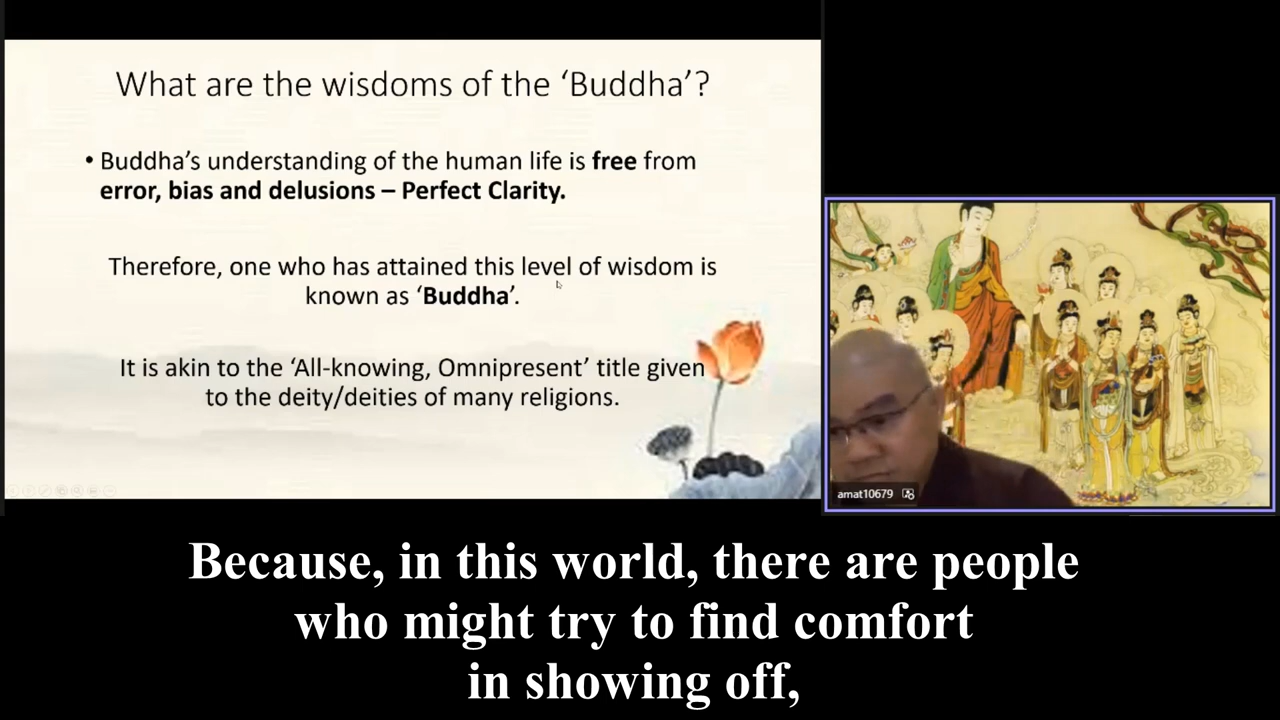 What are the wisdoms of the ‘Buddha’?
• Buddha’s understanding of the human life is free from
error, bias and delusions – Perfect Clarity.
Therefore, one who has attained this level of wisdom is
known as ‘Buddha’.
It is akin to the ‘All-knowing, Omnipresent’ title given
to the deity/deities of many religions.
amat10679
Because, in this world, there are people
who might try to find comfort
in showing off,